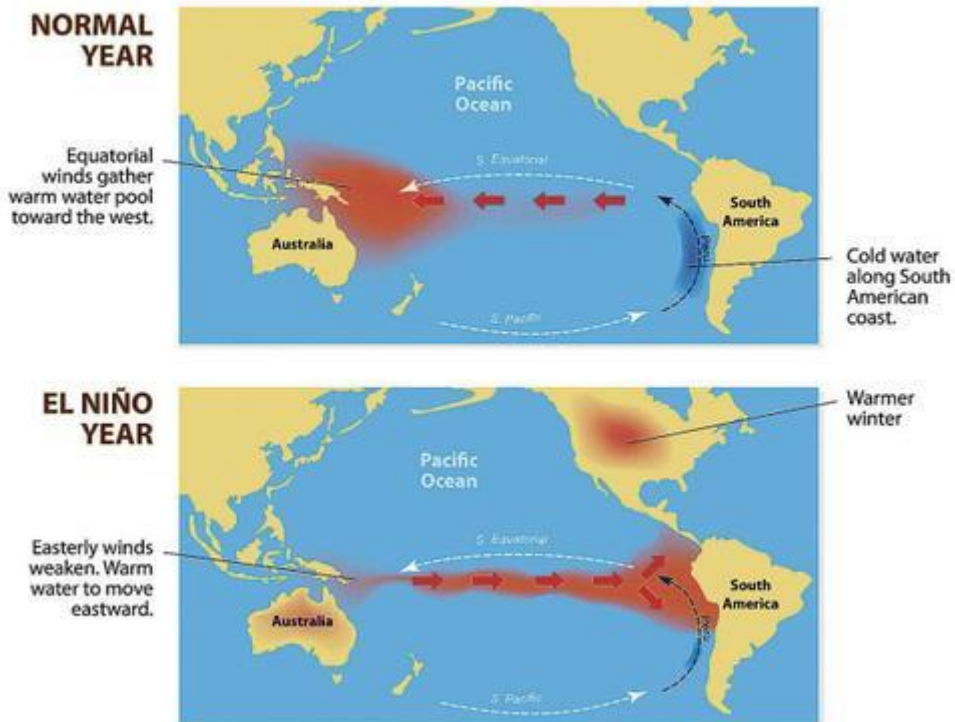 NORMAL
YEAR
Pacific
Ocean
Equatorial
winds gather
warm water pool
toward the west.
S. Equatorial
South
America
Australia
Peru
Cold water
along South
American
coast.
S. Pacific
EL NIÑO
YEAR
Warmer
winter
Pacific
Ocean
Easterly winds
weaken. Warm
water to move
eastward.
S. Equatorial
South
America
Australia
Peru
S. Pacific